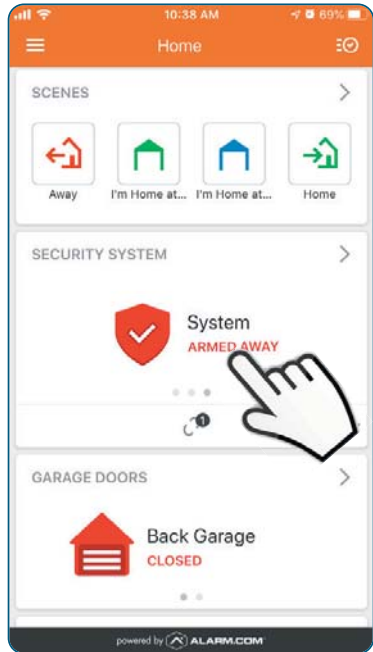 10:38 AM
69%
Home
SCENES
Away
I'm Home at...
I'm Home at...
Home
SECURITY SYSTEM
System
ARMED AWAY
1
GARAGE DOORS
Back Garage
CLOSED
powered by ALARM.COM